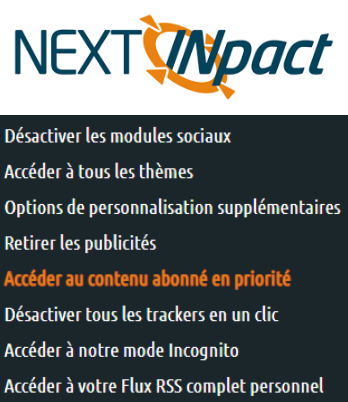 NEXT INpact
Désactiver les modules sociaux
Accéder à tous les thèmes
Options de personnalisation supplémentaires
Retirer les publicités
Accéder au contenu abonné en priorité
Désactiver tous les trackers en un clic
Accéder à notre mode Incognito
Accéder à votre Flux RSS complet personnel